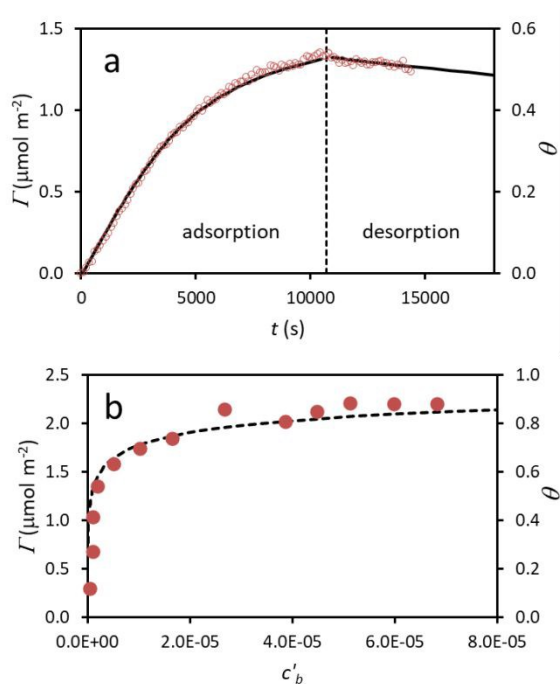 a
1.5
1.0
0.5
0.0
Γ (μmol m⁻²)
0.6
0.4
0.2
0.0
θ
adsorption
desorption
0
5000
10000
15000
t (s)
b
2.5
2.0
1.5
1.0
0.5
0.0
Γ (μmol m⁻²)
1.0
0.8
0.6
0.4
0.2
0.0
θ
0.0E+00
2.0E-05
4.0E-05
6.0E-05
8.0E-05
c'b